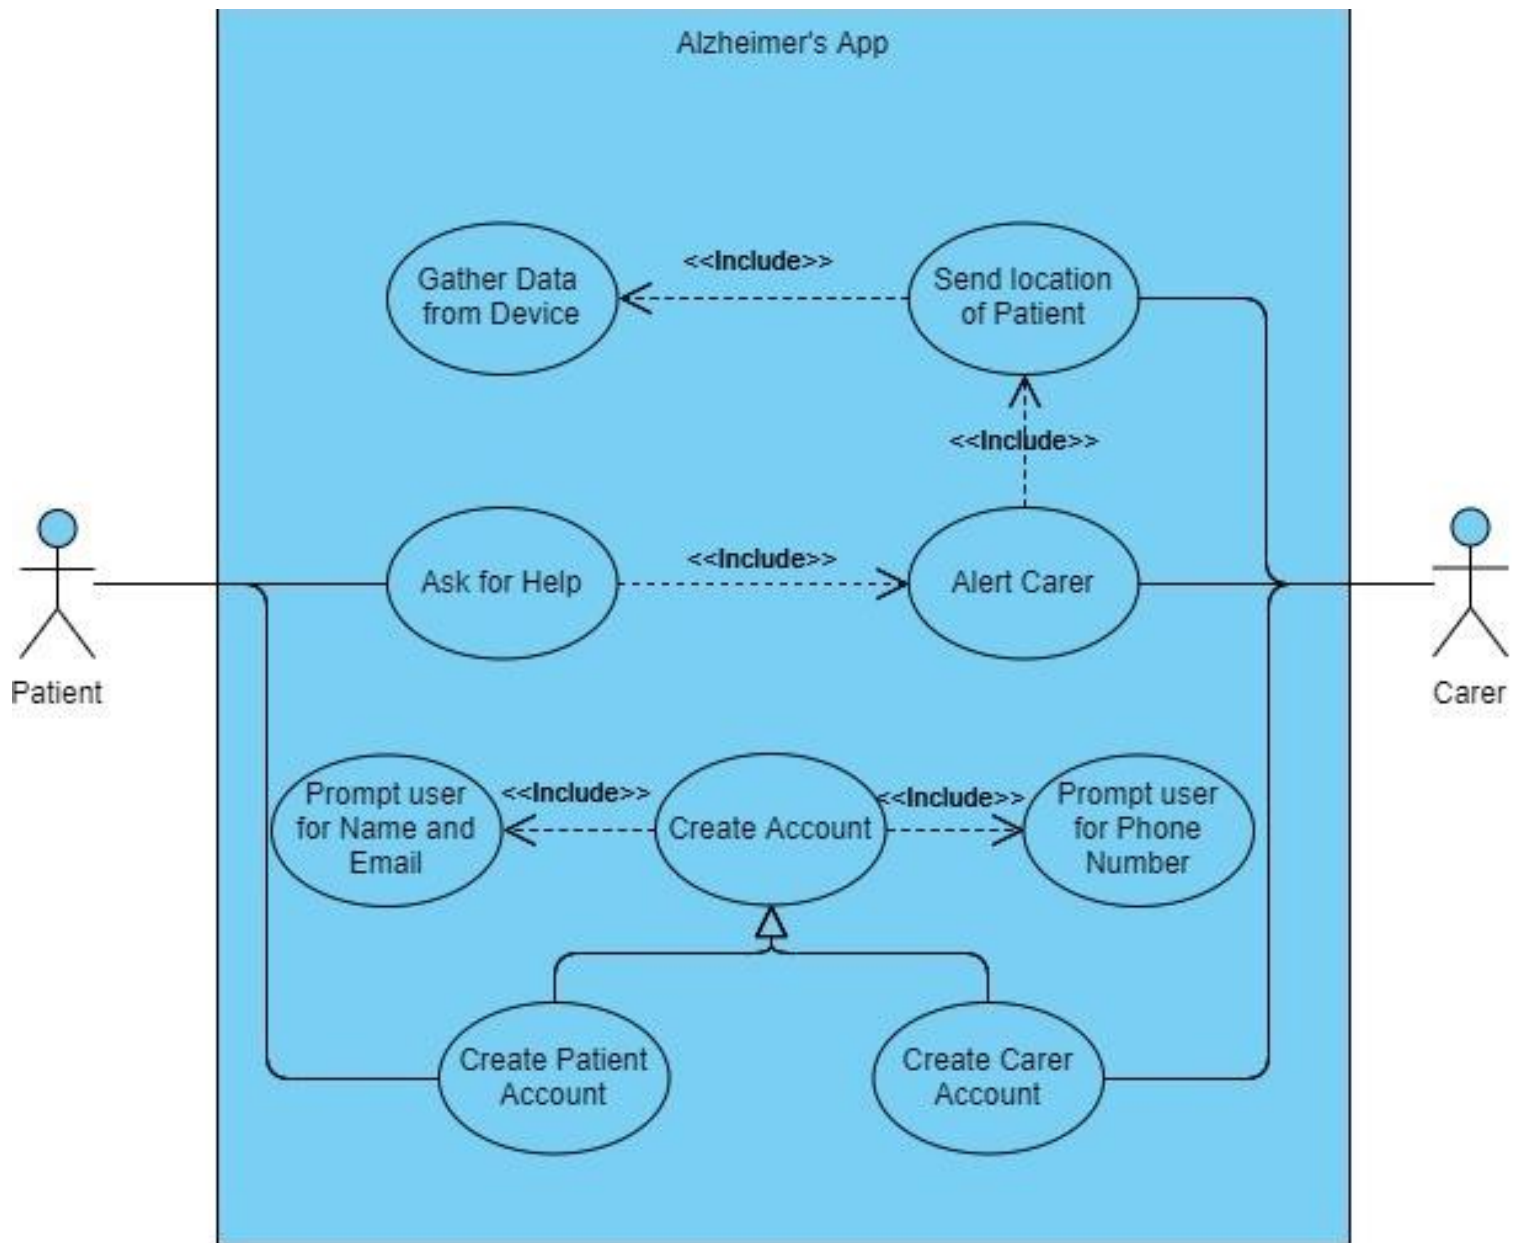 Alzheimer's App
Gather Data
from Device
<<Include>>
Send location
of Patient
<<Include>>
Patient
Ask for Help
<<Include>>
Alert Carer
Carer
Prompt user
for Name and
Email
<<Include>>
Create Account
<<Include>>
Prompt user
for Phone
Number
Create Patient
Account
Create Carer
Account